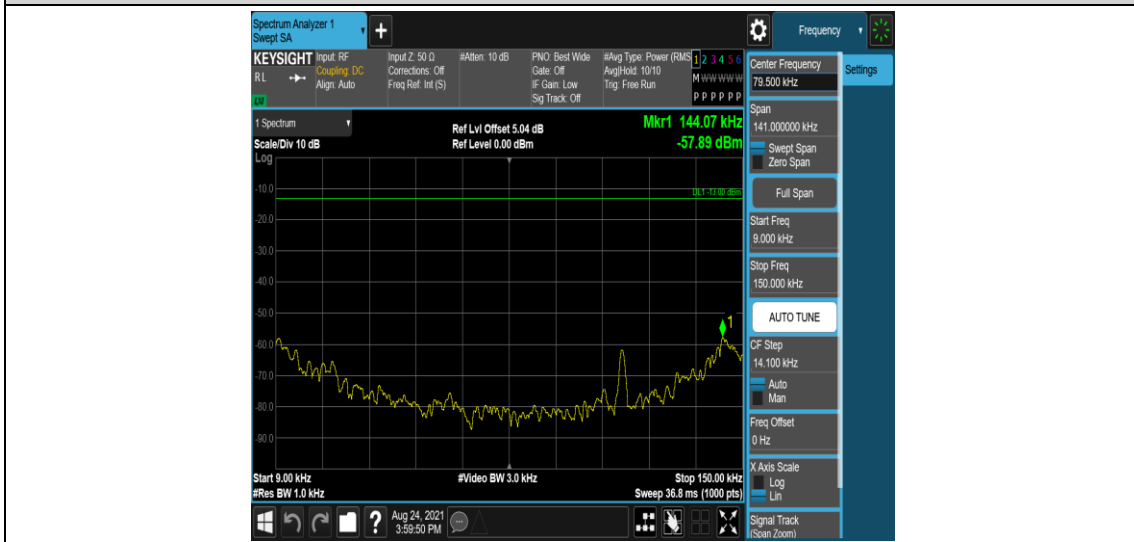 Spectrum Analyzer 1
Swept SA
+
Frequency
KEYSIGHT
RL
Input: RF
Coupling: DC
Align: Auto
Input Z: 50 Ω
Corrections: Off
Freq Ref: Int (S)
#Atten: 10 dB
PNO: Best Wide
Gate: Off
IF Gain: Low
Sig Track: Off
#Avg Type: Power (RMS
Avg|Hold: 10/10
Trig: Free Run
1 2 3 4 5 6
M W W W W W
P P P P P P
1 Spectrum
Scale/Div 10 dB
Log
Ref Lvl Offset 5.04 dB
Ref Level 0.00 dBm
Mkr1 144.07 kHz
-57.89 dBm
DL1 -13.00 dBm
-10.0
-20.0
-30.0
-40.0
-50.0
-60.0
-70.0
-80.0
-90.0
1
Start 9.00 kHz
#Res BW 1.0 kHz
#Video BW 3.0 kHz
Stop 150.00 kHz
Sweep 36.8 ms (1000 pts)
?
Aug 24, 2021
3:59:50 PM
Center Frequency
79.500 kHz
Settings
Span
141.000000 kHz
Swept Span
Zero Span
Full Span
Start Freq
9.000 kHz
Stop Freq
150.000 kHz
AUTO TUNE
CF Step
14.100 kHz
Auto
Man
Freq Offset
0 Hz
X Axis Scale
Log
Lin
Signal Track
(Span Zoom)